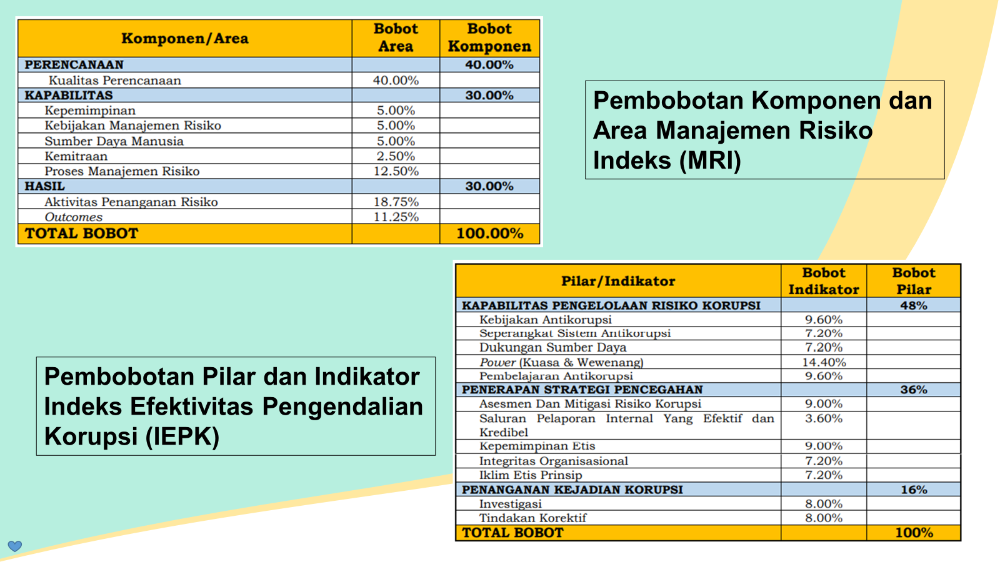 Komponen/Area Bobot Area Bobot Komponen
PERENCANAAN 40.00%
Kualitas Perencanaan 40.00%
KAPABILITAS 30.00%
Kepemimpinan 5.00%
Kebijakan Manajemen Risiko 5.00%
Sumber Daya Manusia 5.00%
Kemitraan 2.50%
Proses Manajemen Risiko 12.50%
HASIL 30.00%
Aktivitas Penanganan Risiko 18.75%
Outcomes 11.25%
TOTAL BOBOT 100.00%
Pembobotan Komponen dan
Area Manajemen Risiko
Indeks (MRI)
Pembobotan Pilar dan Indikator
Indeks Efektivitas Pengendalian
Korupsi (IEPK)
Pilar/Indikator Bobot Indikator Bobot Pilar
KAPABILITAS PENGELOLAAN RISIKO KORUPSI 48%
Kebijakan Antikorupsi 9.60%
Seperangkat Sistem Antikorupsi 7.20%
Dukungan Sumber Daya 7.20%
Power (Kuasa & Wewenang) 14.40%
Pembelajaran Antikorupsi 9.60%
PENERAPAN STRATEGI PENCEGAHAN 36%
Asesmen Dan Mitigasi Risiko Korupsi 9.00%
Saluran Pelaporan Internal Yang Efektif dan 3.60%
Kredibel
Kepemimpinan Etis 9.00%
Integritas Organisasional 7.20%
Iklim Etis Prinsip 7.20%
PENANGANAN KEJADIAN KORUPSI 16%
Investigasi 8.00%
Tindakan Korektif 8.00%
TOTAL BOBOT 100%